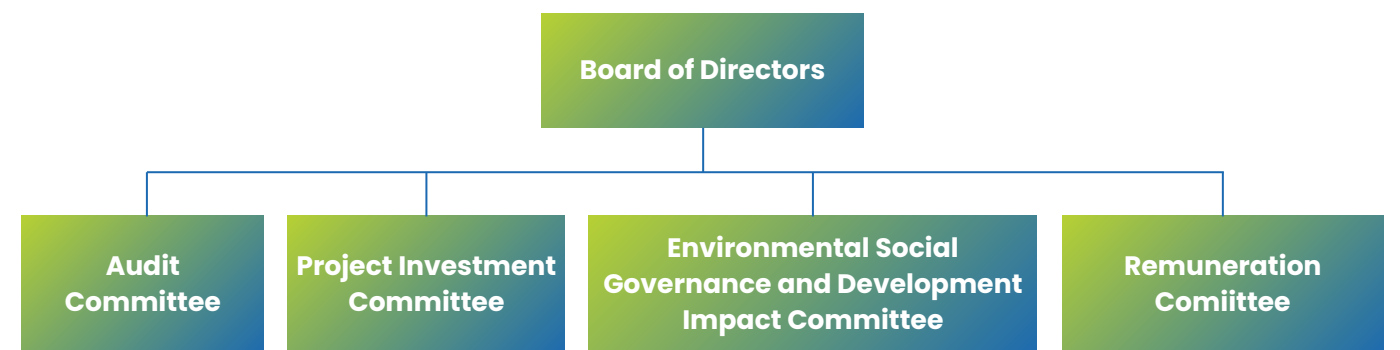 Board of Directors
Audit
Committee
Project Investment
Committee
Environmental Social
Governance and Development
Impact Committee
Remuneration
Comiittee